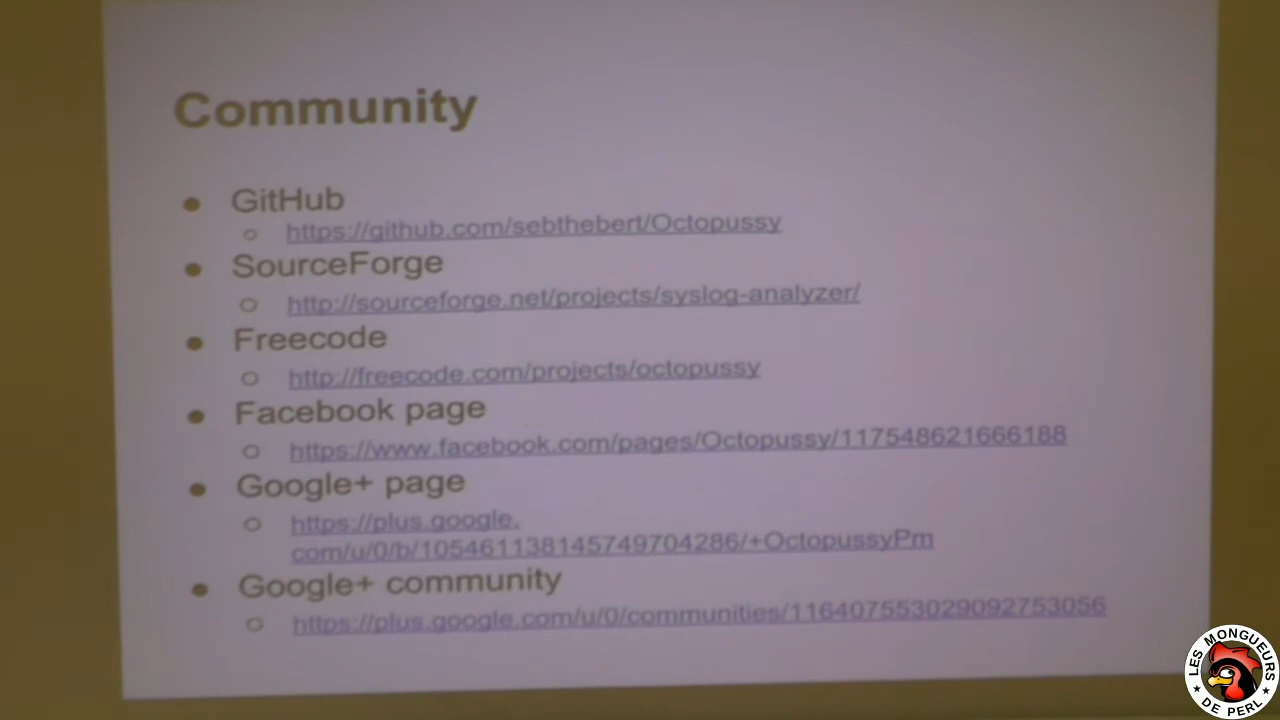 Community
GitHub
https://github.com/sebthebert/Octopussy
SourceForge
http://sourceforge.net/projects/syslog-analyzer/
Freecode
http://freecode.com/projects/octopussy
Facebook page
https://www.facebook.com/pages/Octopussy/117548621666188
Google+ page
https://plus.google.
com/u/0/b/105461138145749704286/+OctopussyPm
Google+ community
https://plus.google.com/u/0/communities/116407553029092753056
LES MONGUEURS
★ DE PERL ★